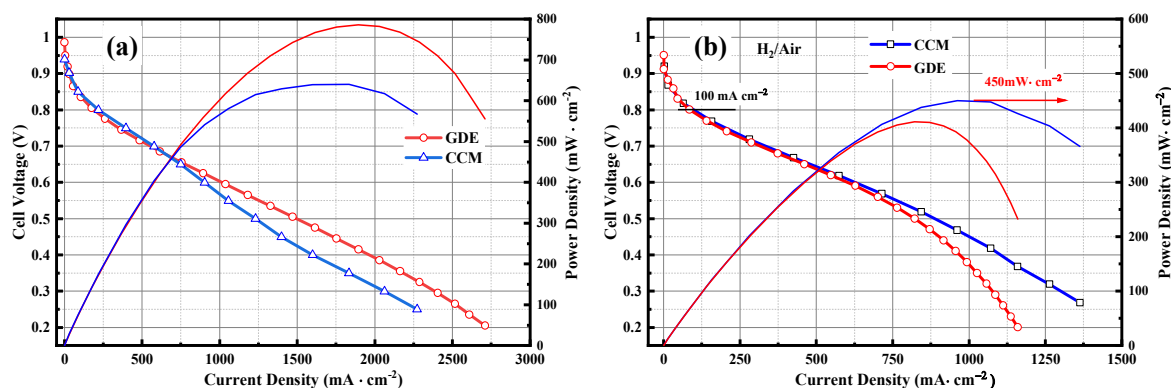 (a)
GDE
CCM
Cell Voltage (V)
1
0.9
0.8
0.7
0.6
0.5
0.4
0.3
0.2
0 500 1000 1500 2000 2500 3000
Current Density (mA · cm⁻²)
800
700
600
500
400
300
200
100
0
Power Density (mW · cm⁻²)
(b)
H₂/Air
CCM
GDE
100 mA cm⁻²
450mW· cm⁻²
Cell Voltage (V)
1
0.9
0.8
0.7
0.6
0.5
0.4
0.3
0.2
0 250 500 750 1000 1250 1500
Current Density (mA· cm⁻²)
600
500
400
300
200
100
0
Power Density (mW· cm⁻²)